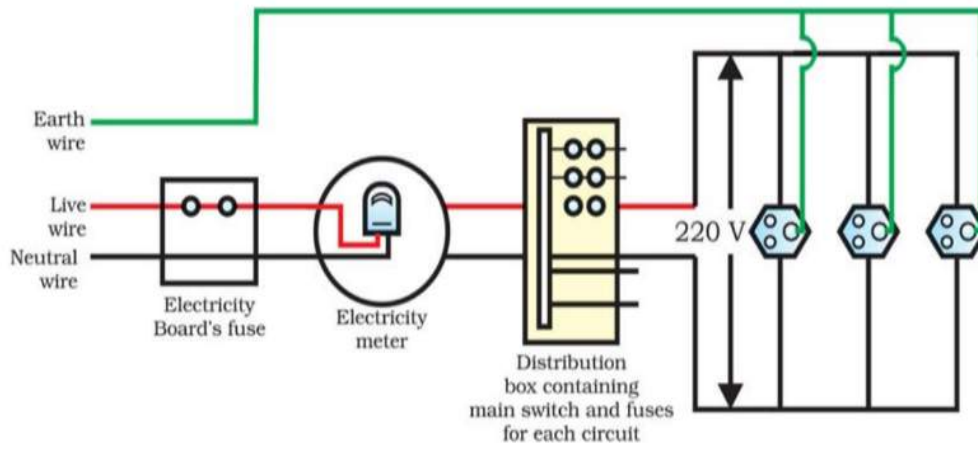 Earth
wire
Live
wire
Neutral
wire
Electricity
Board's fuse
Electricity
meter
Distribution
box containing
main switch and fuses
for each circuit
220 V